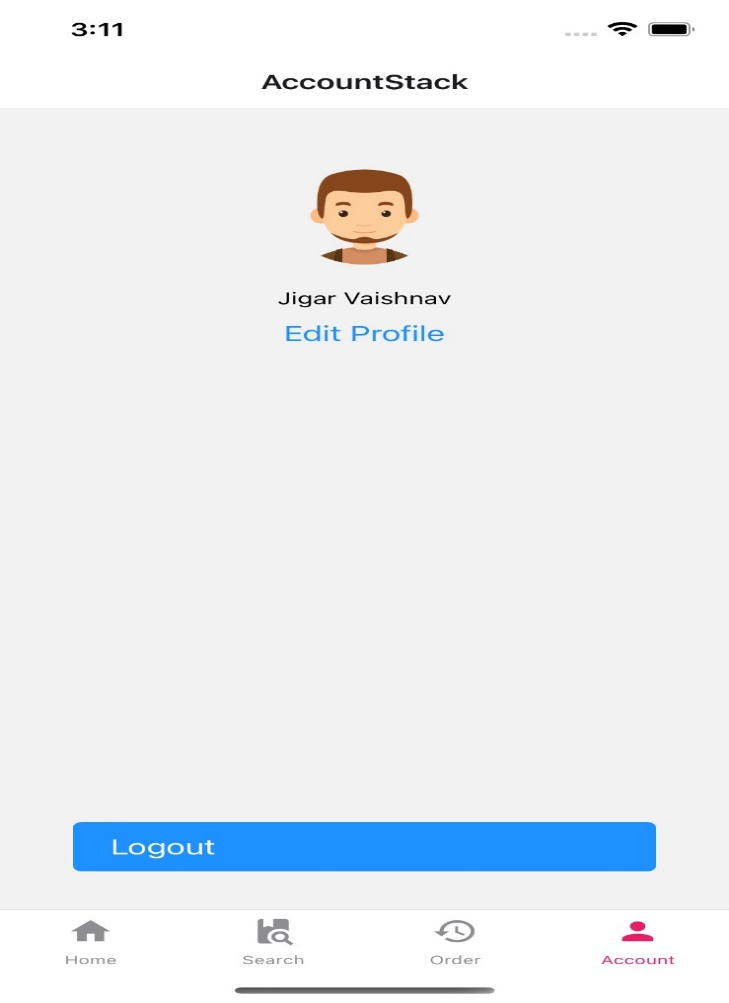 3:11
AccountStack
Jigar Vaishnav
Edit Profile
Logout
Home
Search
Order
Account